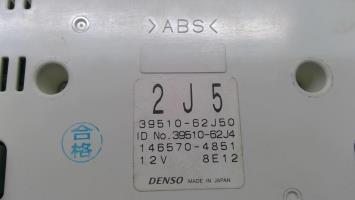 >ABS<
2J5
39510-62J50
ID No.39510-62J4
146570-4851
12V 8E12
DENSO MADE IN JAPAN
合格